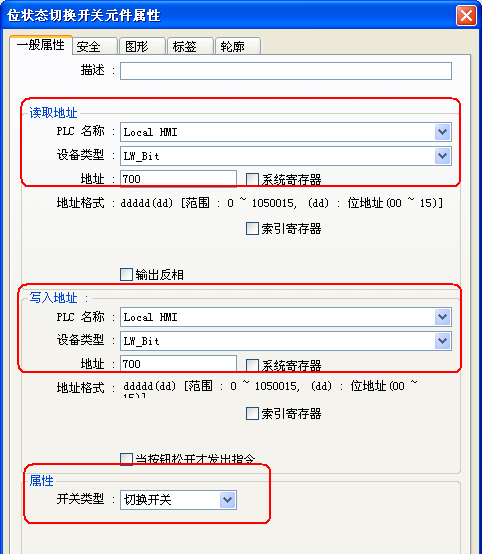 位状态切换开关元件属性
一般属性 安全 图形 标签 轮廓
描述 :
读取地址
PLC 名称 : Local HMI
设备类型 : LW_Bit
地址 : 700 系统寄存器
地址格式 : ddddd(dd) [范围 : 0 ~ 1050015, (dd) : 位地址(00 ~ 15)]
索引寄存器
输出反相
写入地址 :
PLC 名称 : Local HMI
设备类型 : LW_Bit
地址 : 700 系统寄存器
地址格式 : ddddd(dd) [范围 : 0 ~ 1050015, (dd) : 位地址(00 ~
15)]
索引寄存器
当按钮松开才发出指令
属性
开关类型 : 切换开关